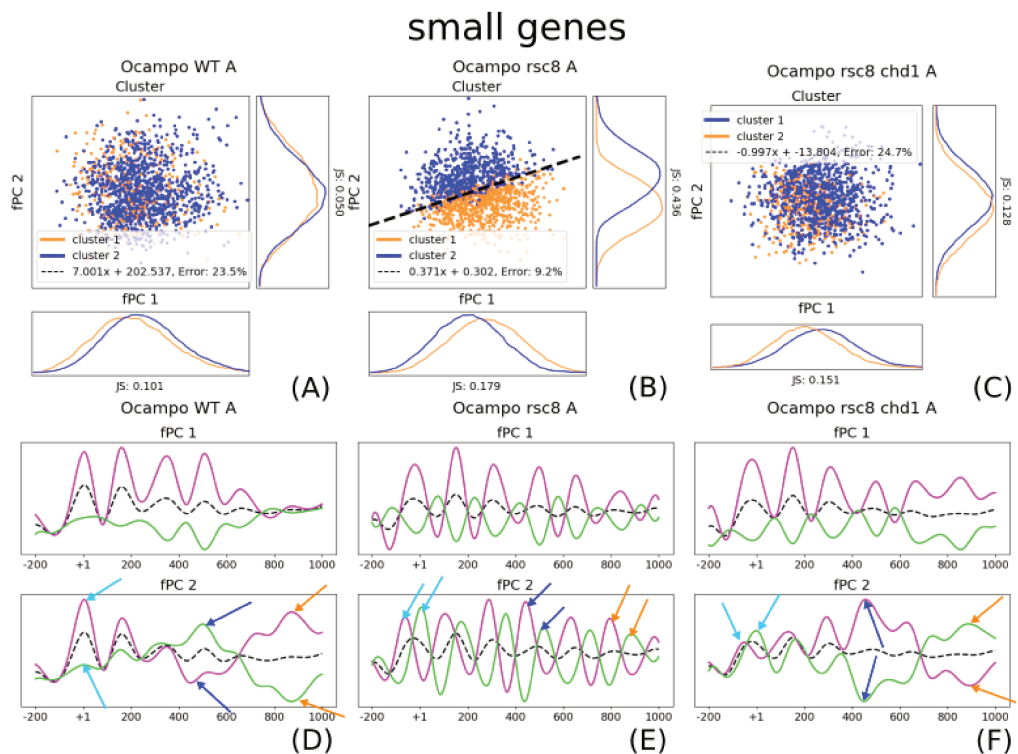 small genes
Ocampo WT A
Cluster
fPC 2
cluster 1
cluster 2
7.001x + 202.537, Error: 23.5%
JS: 0.050
fPC 1
JS: 0.101
(A)
Ocampo rsc8 A
Cluster
fPC 2
cluster 1
cluster 2
0.371x + 0.302, Error: 9.2%
JS: 0.436
fPC 1
JS: 0.179
(B)
Ocampo rsc8 chd1 A
Cluster
fPC 2
cluster 1
cluster 2
-0.997x + -13.804, Error: 24.7%
JS: 0.128
fPC 1
JS: 0.151
(C)
Ocampo WT A
fPC 1
-200 +1 200 400 600 800 1000
fPC 2
-200 +1 200 400 600 800 1000
(D)
Ocampo rsc8 A
fPC 1
-200 +1 200 400 600 800 1000
fPC 2
-200 +1 200 400 600 800 1000
(E)
Ocampo rsc8 chd1 A
fPC 1
-200 +1 200 400 600 800 1000
fPC 2
-200 +1 200 400 600 800 1000
(F)